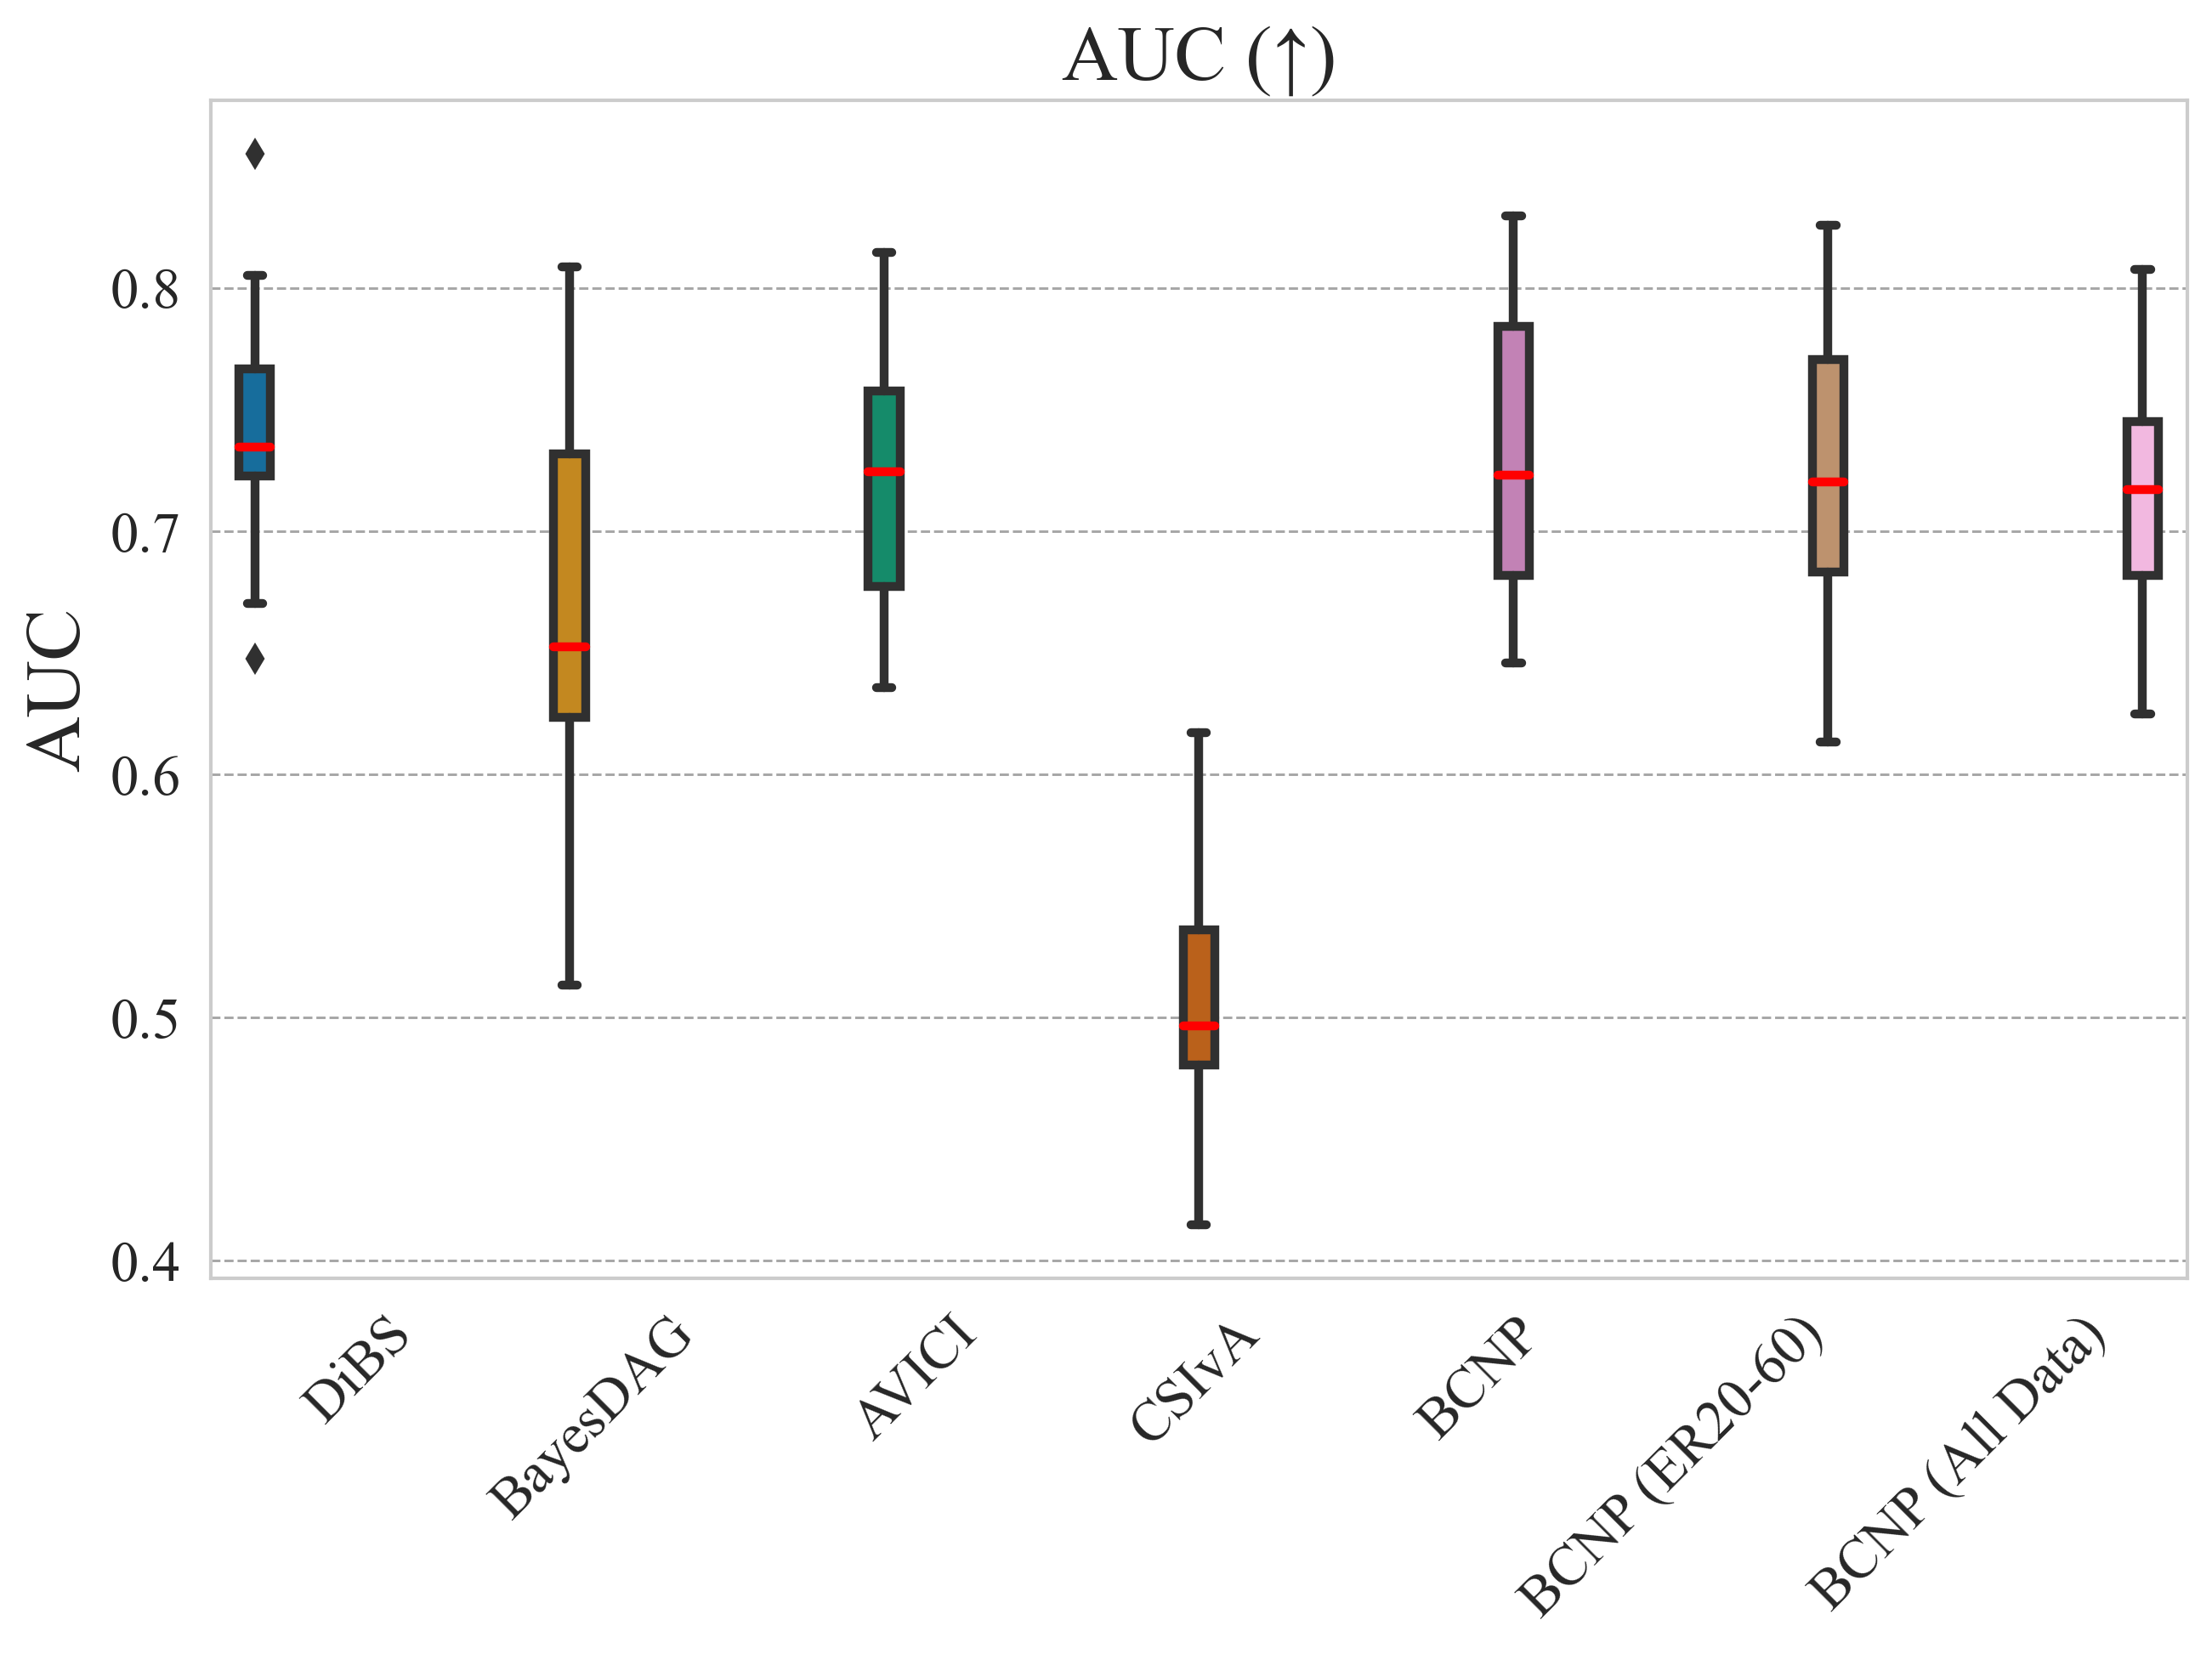 AUC (↑)
AUC
0.8
0.7
0.6
0.5
0.4
DiBS
BayesDAG
AVICI
CSIvA
BCNP
BCNP (ER20-60))
BCNP (All Data)